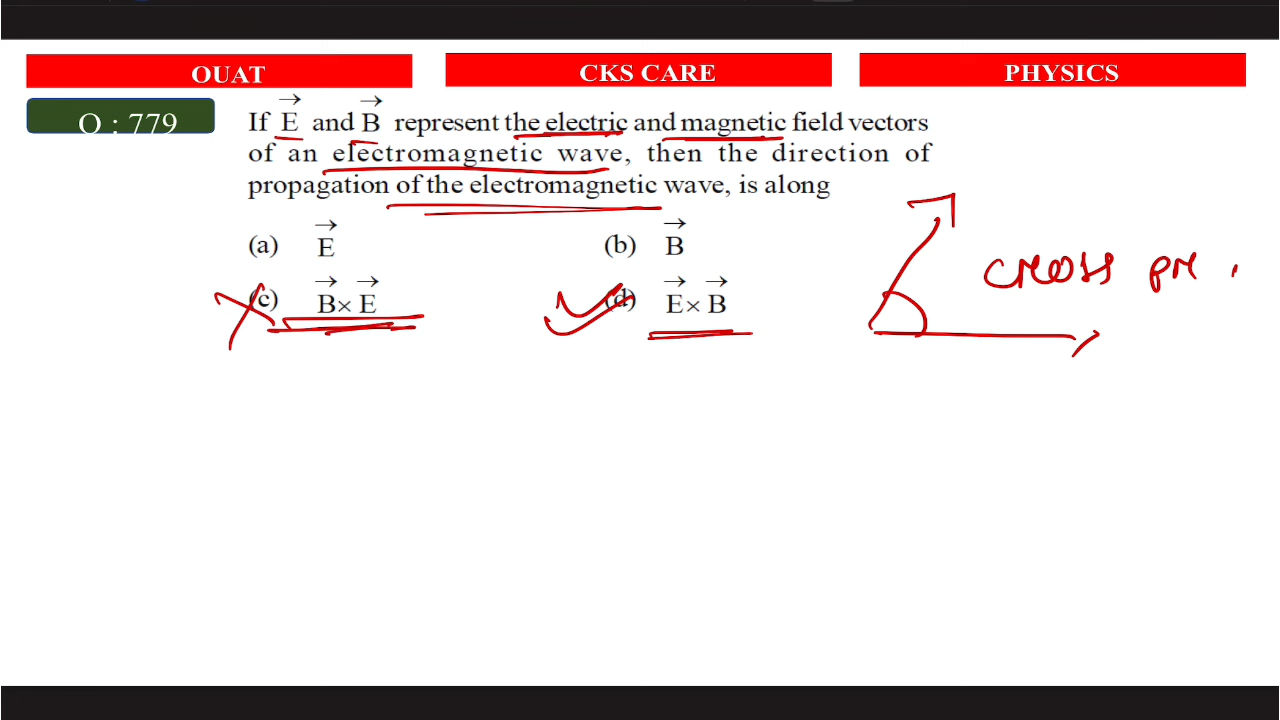 OUAT CKS CARE PHYSICS
Q : 779
If E and B represent the electric and magnetic field vectors
of an electromagnetic wave, then the direction of
propagation of the electromagnetic wave, is along
(a) E⃗ (b) B⃗
(c) B⃗ × E⃗ (d) E⃗ × B⃗
cross pr